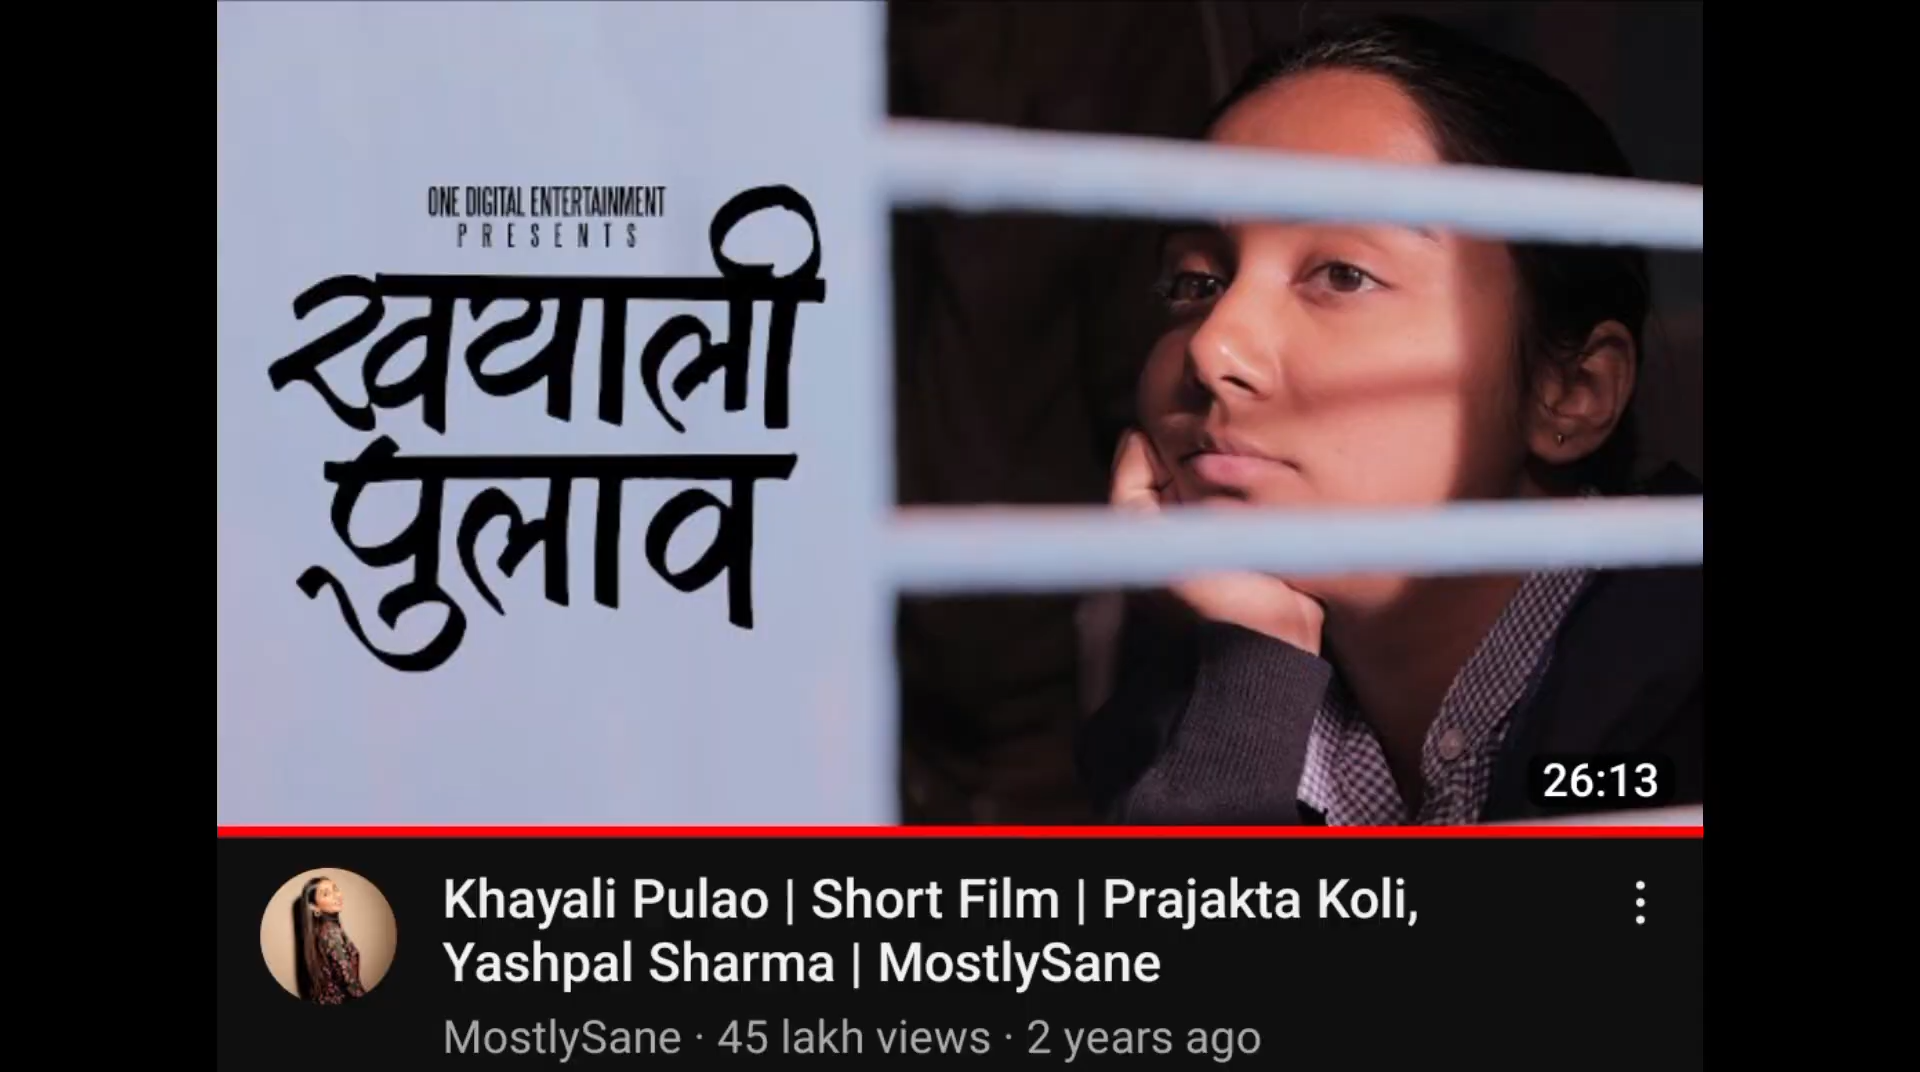 ONE DIGITAL ENTERTAINMENT
PRESENTS
ख्याली
पुलाव
26:13
Khayali Pulao | Short Film | Prajakta Koli,
Yashpal Sharma | MostlySane
MostlySane · 45 lakh views · 2 years ago